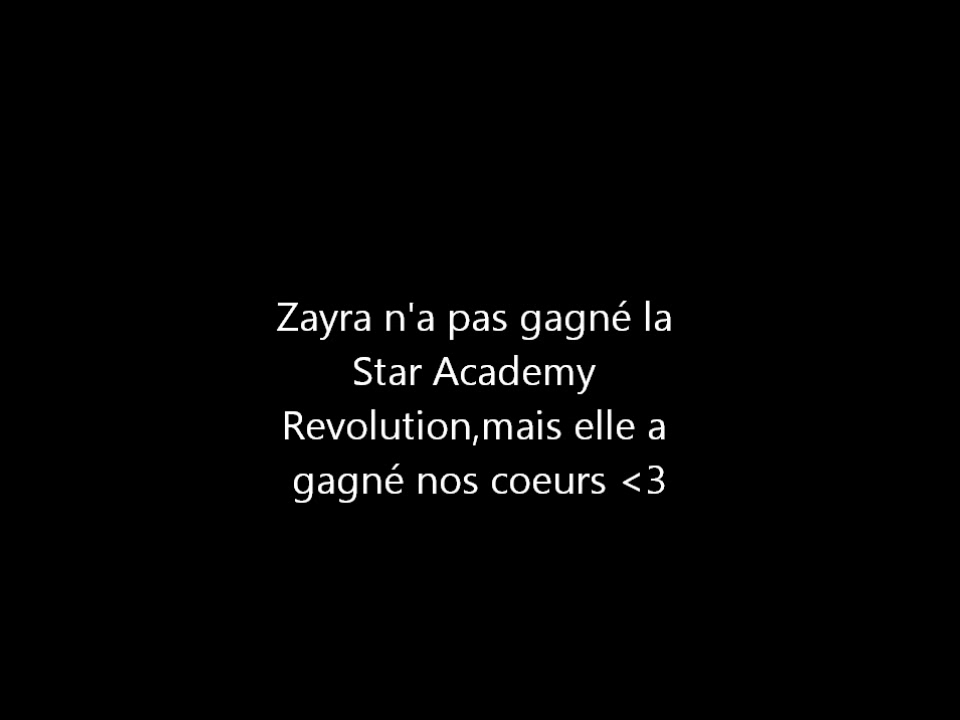 Zayra n'a pas gagné la
Star Academy
Revolution,mais elle a
gagné nos coeurs <3